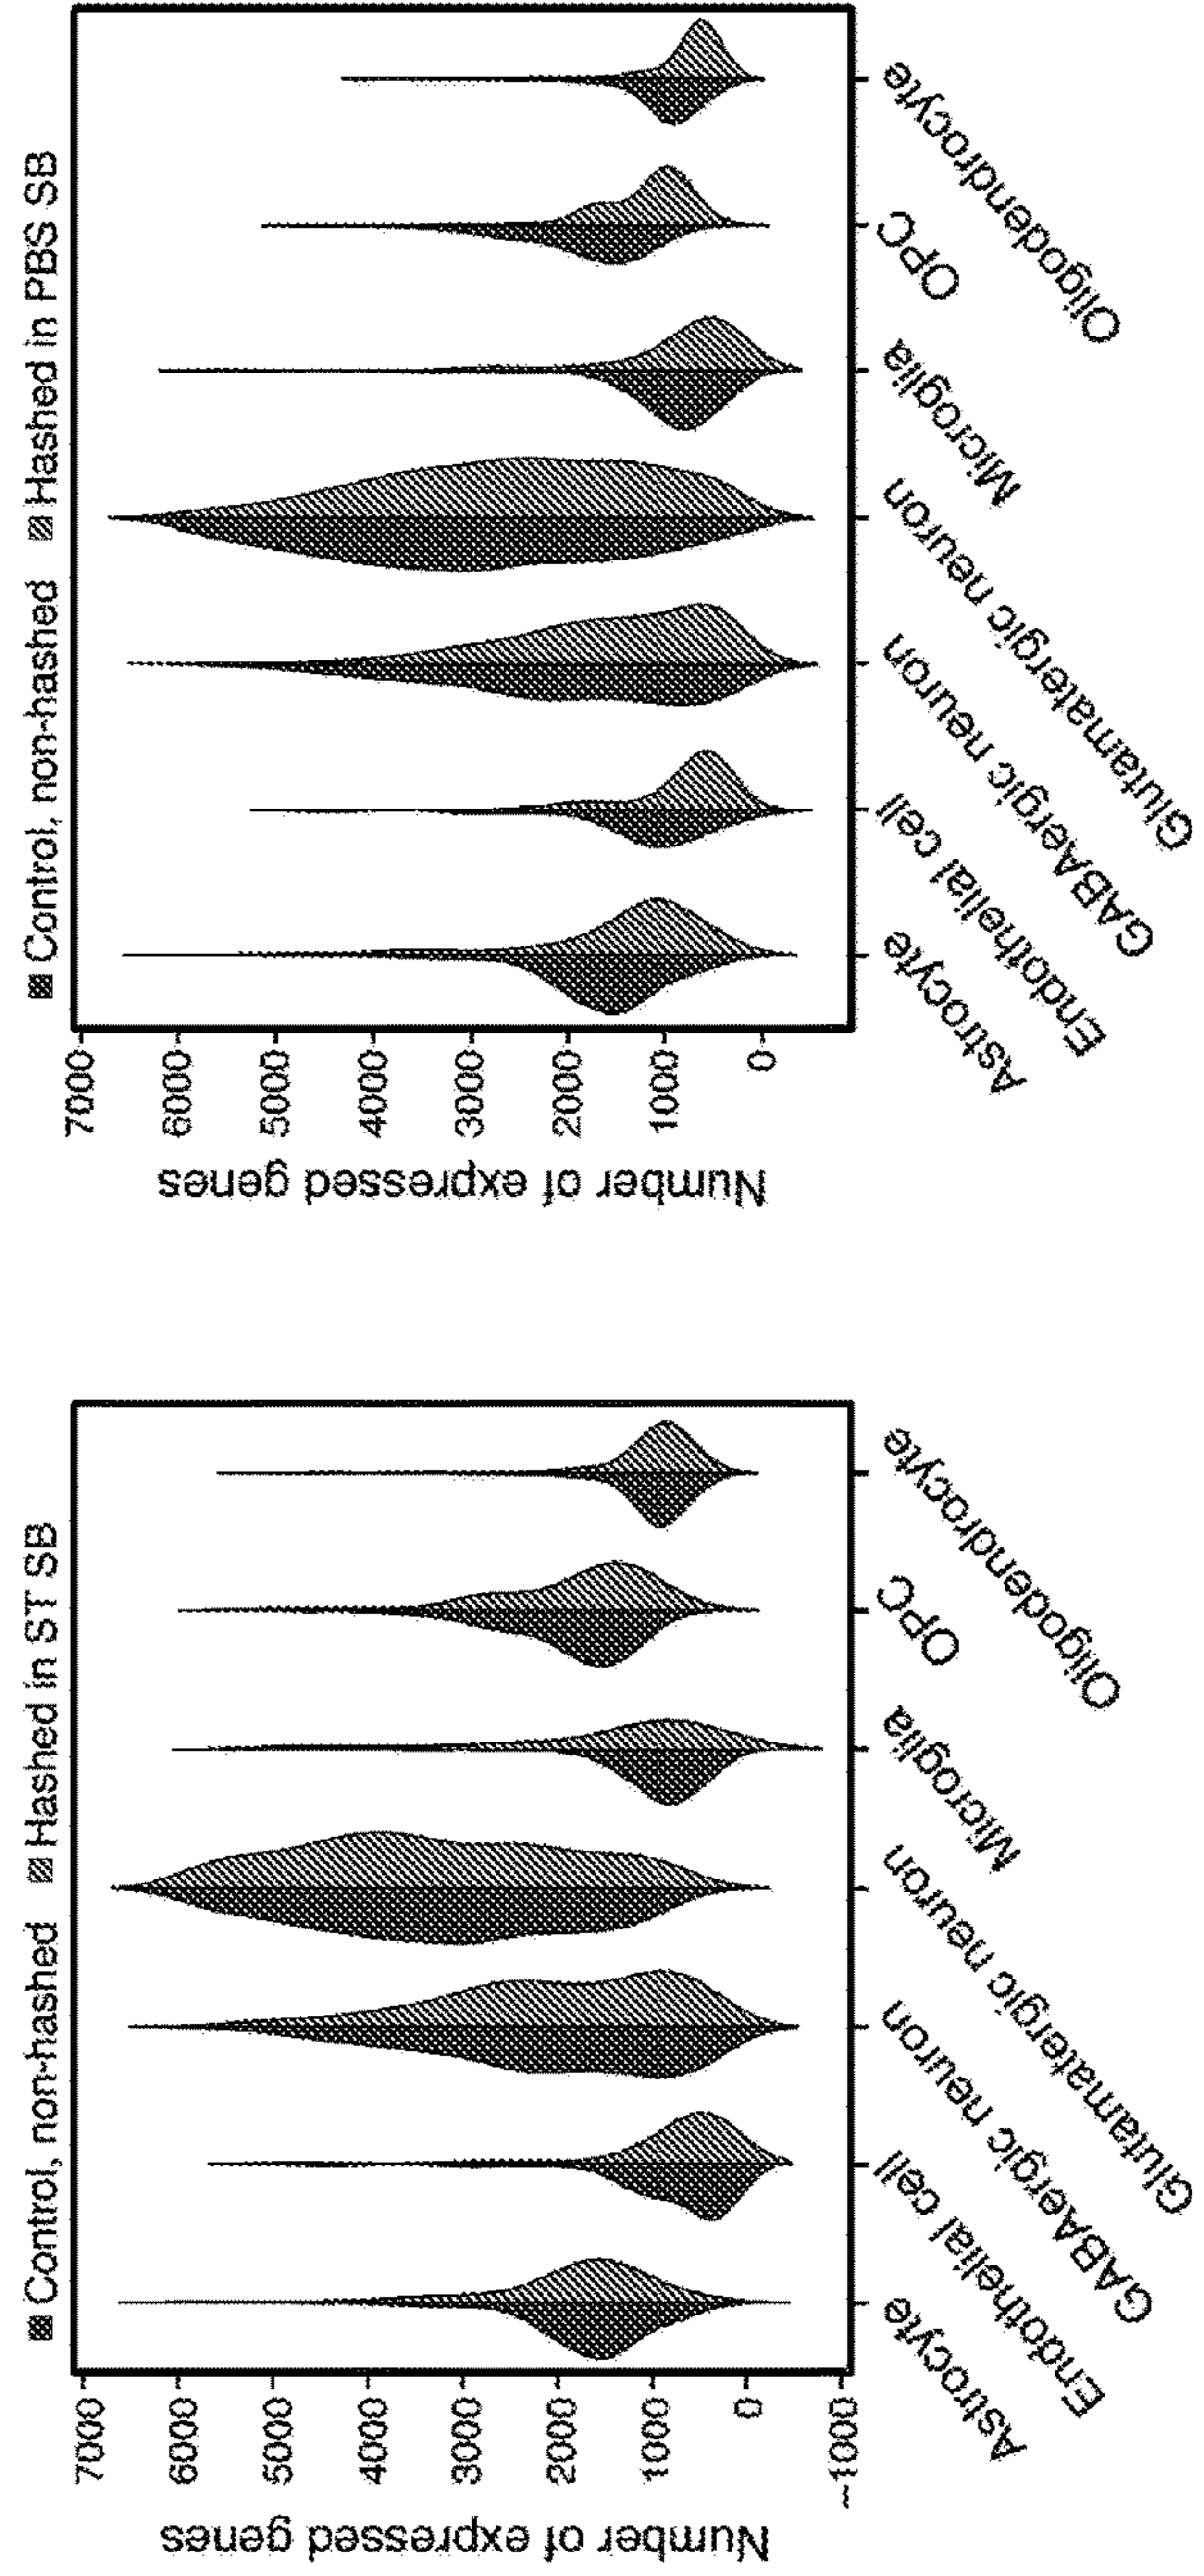 Control, non-hashed Hashed in ST SB
Number of expressed genes
7000
6000
5000
4000
3000
2000
1000
0
~1000
Astrocyte
Endothelial cell
GABAergic neuron
Glutamatergic neuron
Microglia
OPC
Oligodendrocyte
Control, non-hashed Hashed in PBS SB
Number of expressed genes
7000
6000
5000
4000
3000
2000
1000
0
Astrocyte
Endothelial cell
GABAergic neuron
Glutamatergic neuron
Microglia
OPC
Oligodendrocyte